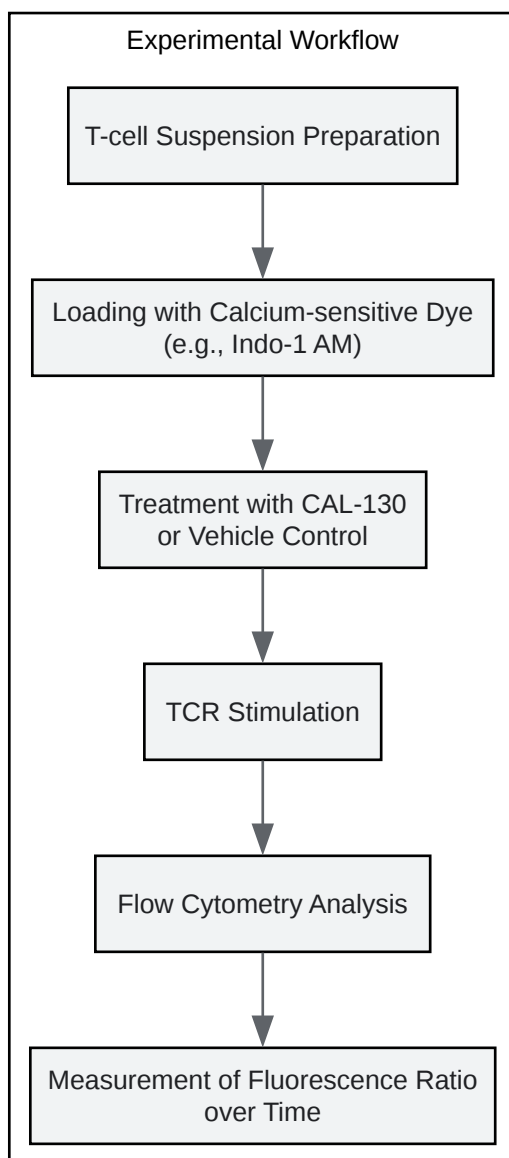 Experimental Workflow
T-cell Suspension Preparation
Loading with Calcium-sensitive Dye
(e.g., Indo-1 AM)
Treatment with CAL-130
or Vehicle Control
TCR Stimulation
Flow Cytometry Analysis
Measurement of Fluorescence Ratio
over Time